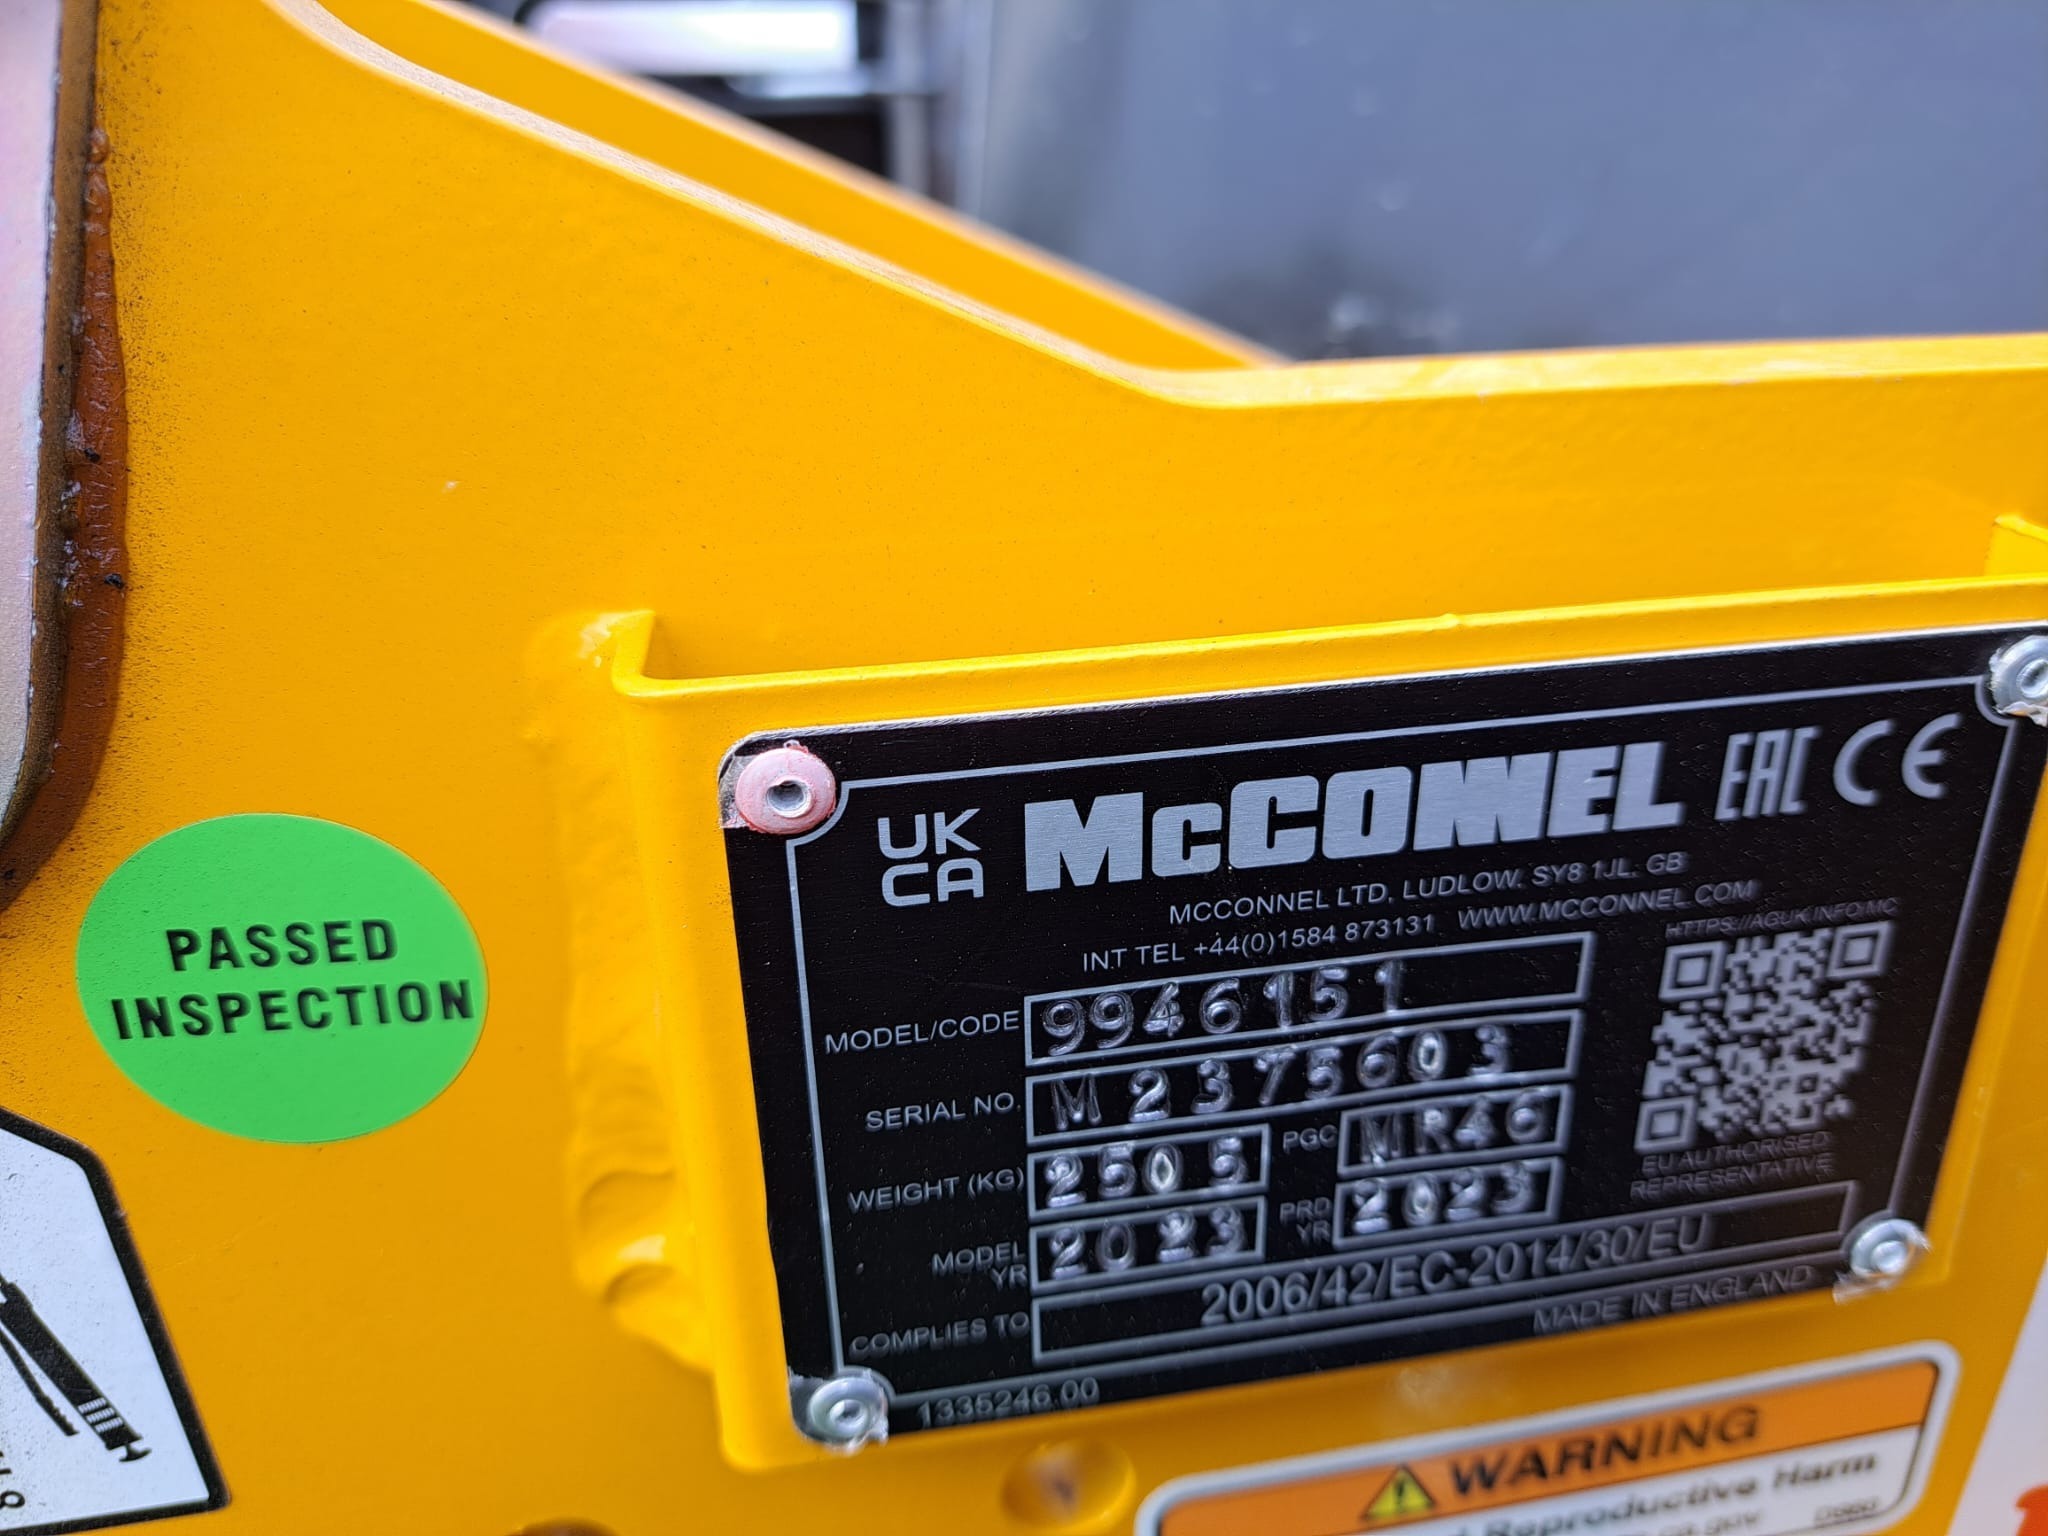 PASSED
INSPECTION
UK
CA
McCONNEL
EAC CE
MCCONNEL LTD. LUDLOW. SY8 1JL. GB
INT TEL +44(0)1584 873131 WWW.MCCONNEL.COM
HTTPS://AGUK.INFO/MC
MODEL/CODE 9946151
SERIAL NO. M2375603
WEIGHT (KG) 2505 PGC MR46
MODEL YR 2023 PRD YR 2023
EU AUTHORISED
REPRESENTATIVE
COMPLIES TO 2006/42/EC-2014/30/EU
MADE IN ENGLAND
1335246.00
WARNING
Reproductive Harm